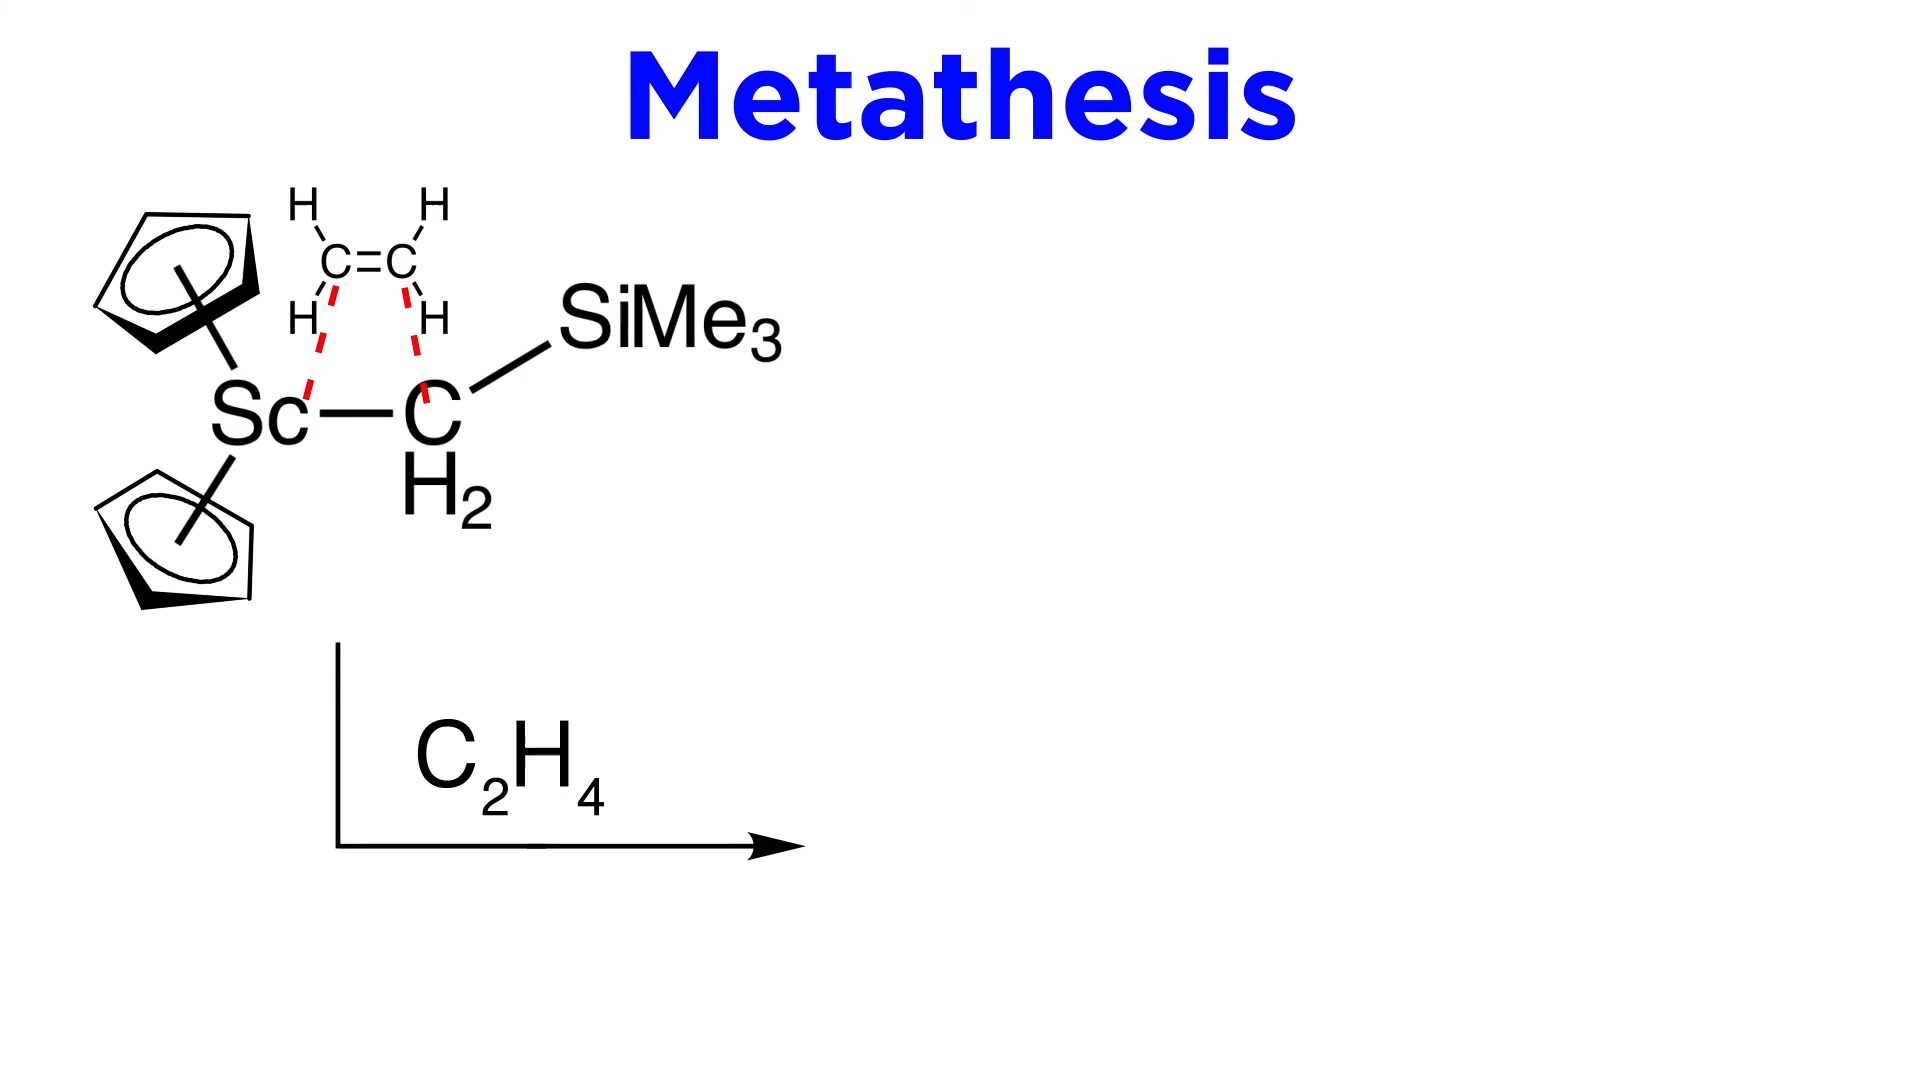 Metathesis
H H
C=C
H H
SiMe3
Sc—C
H2
C2H4